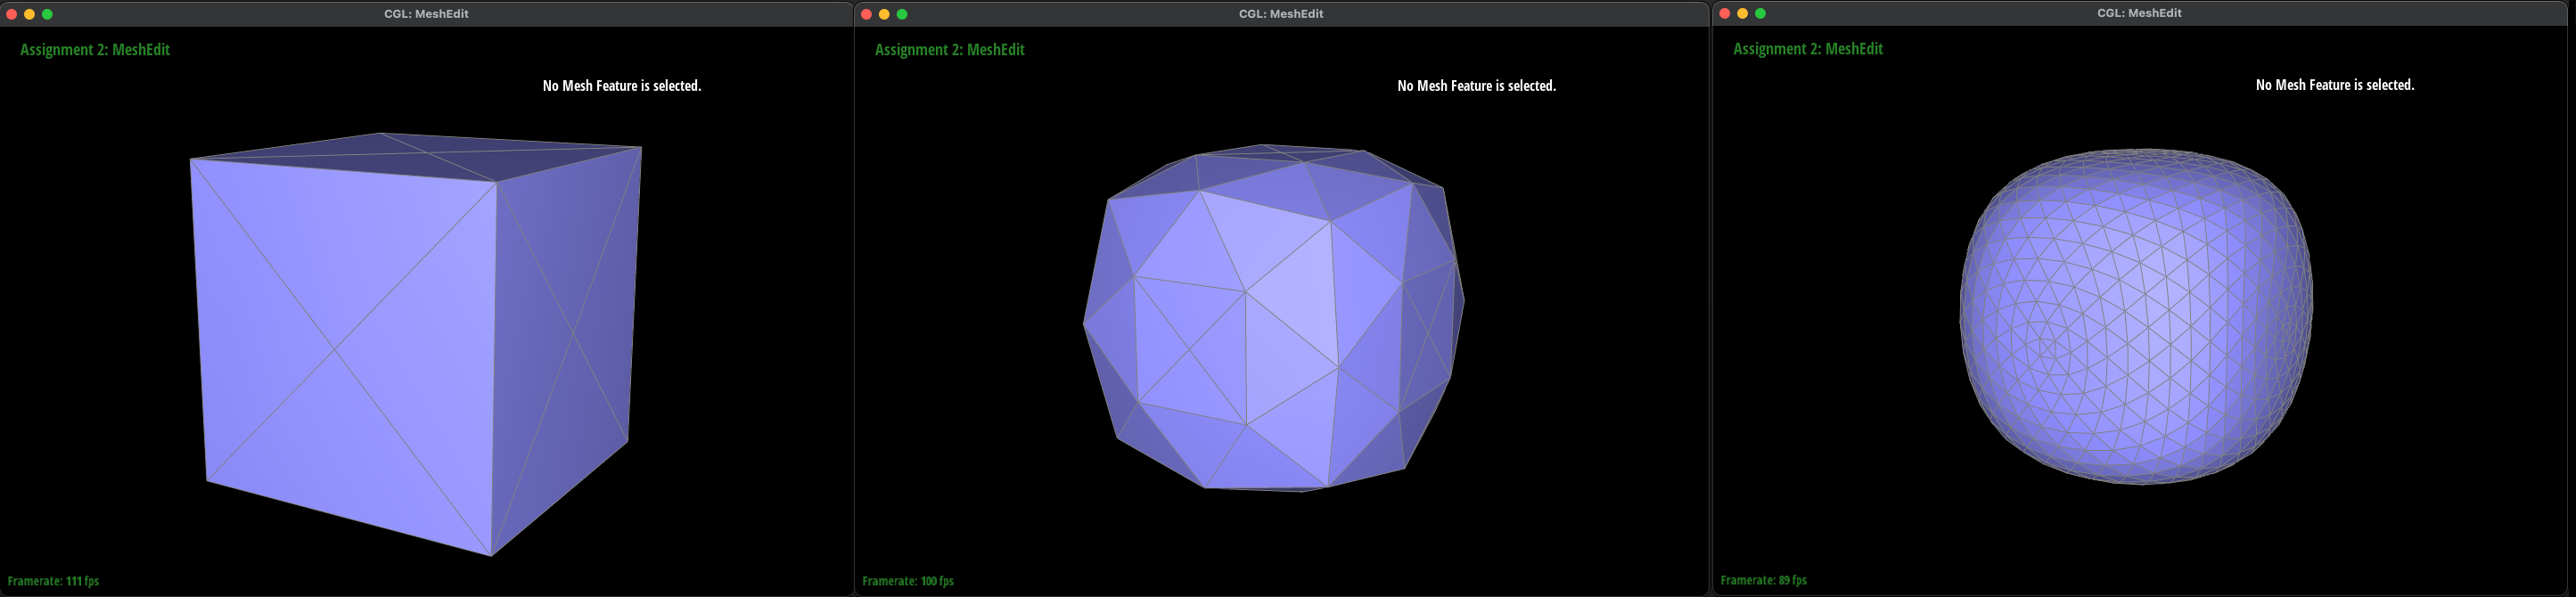 CGL: MeshEdit
Assignment 2: MeshEdit
No Mesh Feature is selected.
Framerate: 111 fps
CGL: MeshEdit
Assignment 2: MeshEdit
No Mesh Feature is selected.
Framerate: 100 fps
CGL: MeshEdit
Assignment 2: MeshEdit
No Mesh Feature is selected.
Framerate: 89 fps